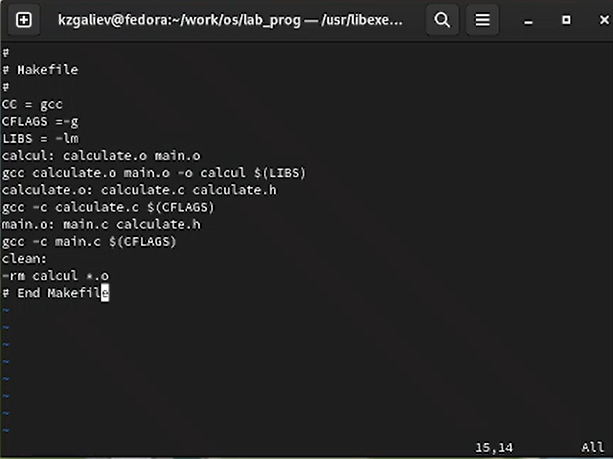 kzgaliev@fedora:~/work/os/lab_prog — /usr/libexe...
#
# Makefile
#
CC = gcc
CFLAGS =-g
LIBS = -lm
calcul: calculate.o main.o
gcc calculate.o main.o -o calcul $(LIBS)
calculate.o: calculate.c calculate.h
gcc -c calculate.c $(CFLAGS)
main.o: main.c calculate.h
gcc -c main.c $(CFLAGS)
clean:
-rm calcul *.o
# End Makefile
~
~
~
~
~
~
~
~
15,14 All